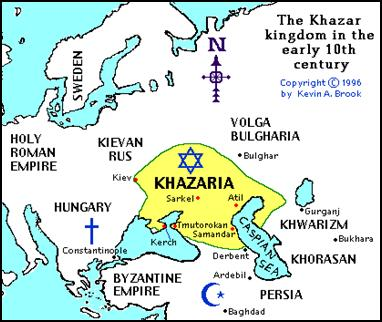 The Khazar
kingdom in the
early 10th
century
Copyright © 1996
by Kevin A. Brook
N
SWEDEN
HOLY
ROMAN
EMPIRE
KIEVAN
RUS
VOLGA
BULGHARIA
Bulghar
Kiev
KHAZARIA
Sarkel
Atil
HUNGARY
Tmutorokan
Samandar
Kerch
CASPIAN
SEA
Gurganj
KHWARIZM
Bukhara
Constantinople
Derbent
KHORASAN
BYZANTINE
EMPIRE
Ardebil
PERSIA
Baghdad